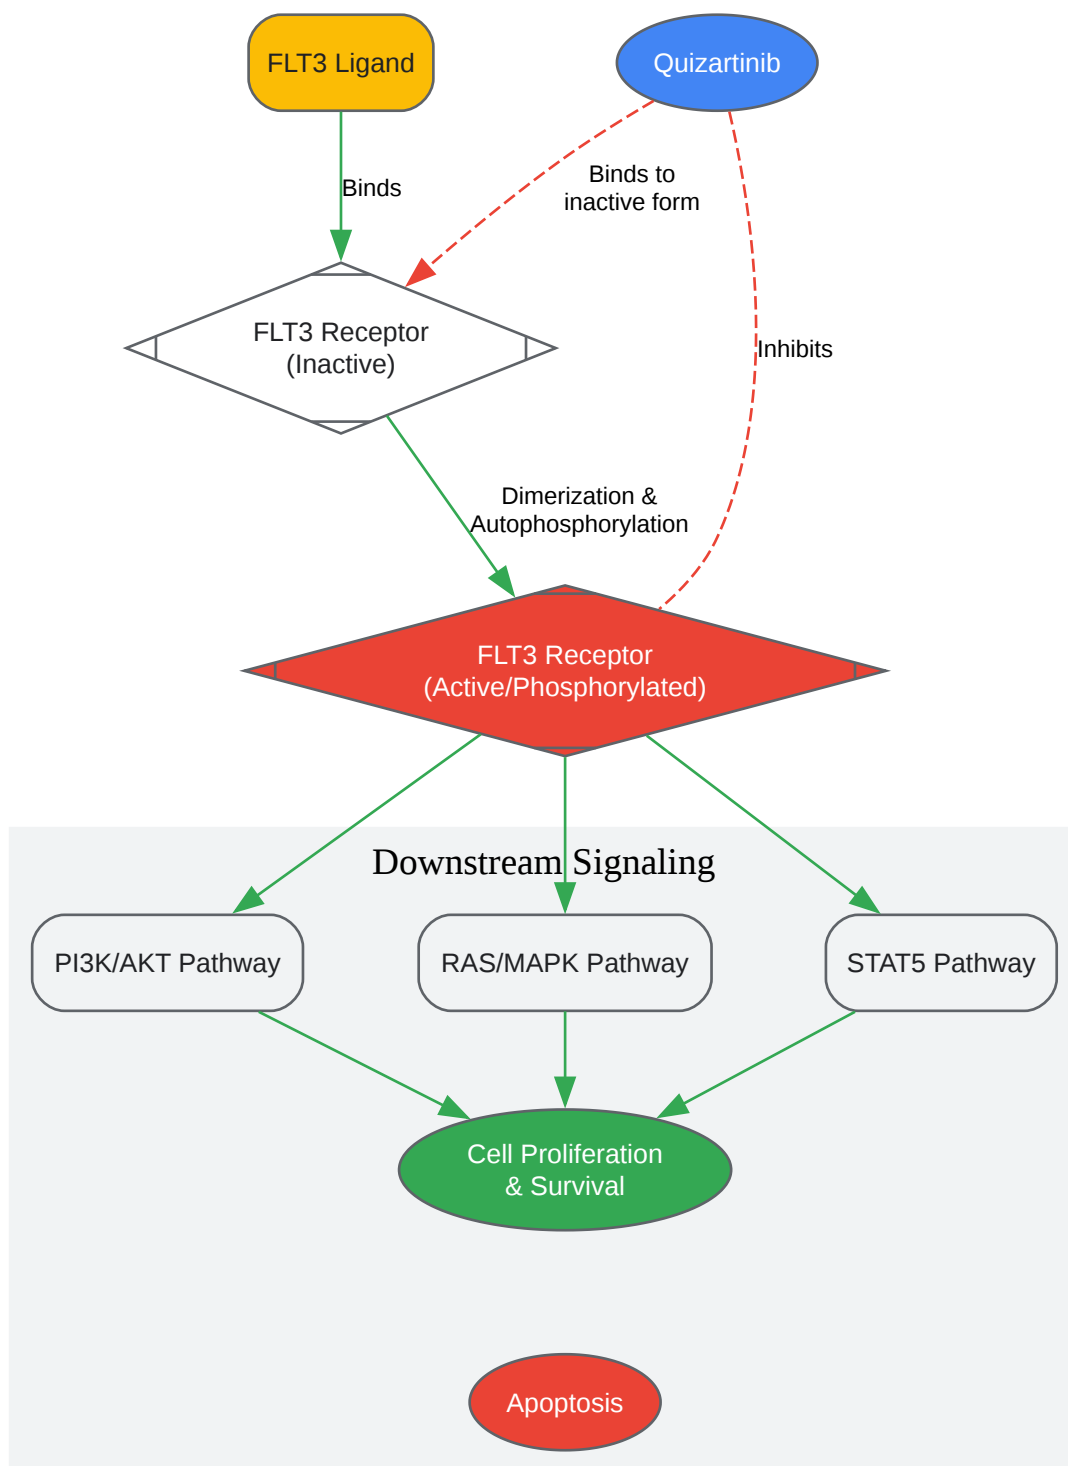 FLT3 Ligand
Quizartinib
Binds
Binds to
inactive form
FLT3 Receptor
(Inactive)
Inhibits
Dimerization &
Autophosphorylation
FLT3 Receptor
(Active/Phosphorylated)
Downstream Signaling
PI3K/AKT Pathway
RAS/MAPK Pathway
STAT5 Pathway
Cell Proliferation
& Survival
Apoptosis